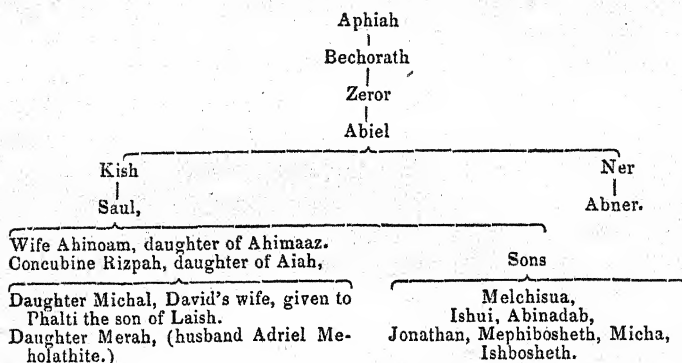 Aphiah
Bechorath
Zeror
Abiel
Kish
Ner
Saul,
Abner.
Wife Ahinoam, daughter of Ahimaaz.
Concubine Rizpah, daughter of Aiah,
Sons
Daughter Michal, David's wife, given to
Phalti the son of Laish.
Daughter Merah, (husband Adriel Me-
holathite.)
Melchisua,
Ishui, Abinadab,
Jonathan, Mephibosheth, Micha,
Ishbosheth.